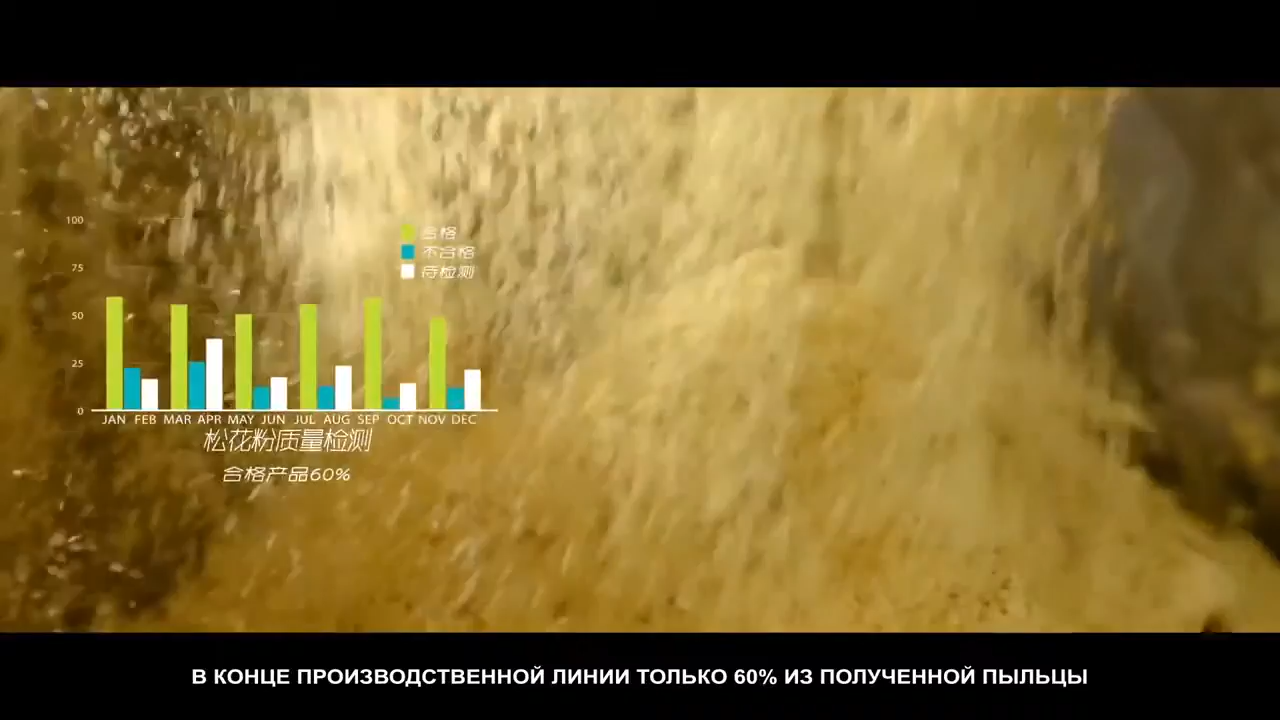 100
合格
不合格
75
待检测
50
25
0
JAN FEB MAR APR MAY JUN JUL AUG SEP OCT NOV DEC
松花粉质量检测
合格产品60%
В КОНЦЕ ПРОИЗВОДСТВЕННОЙ ЛИНИИ ТОЛЬКО 60% ИЗ ПОЛУЧЕННОЙ ПЫЛЬЦЫ